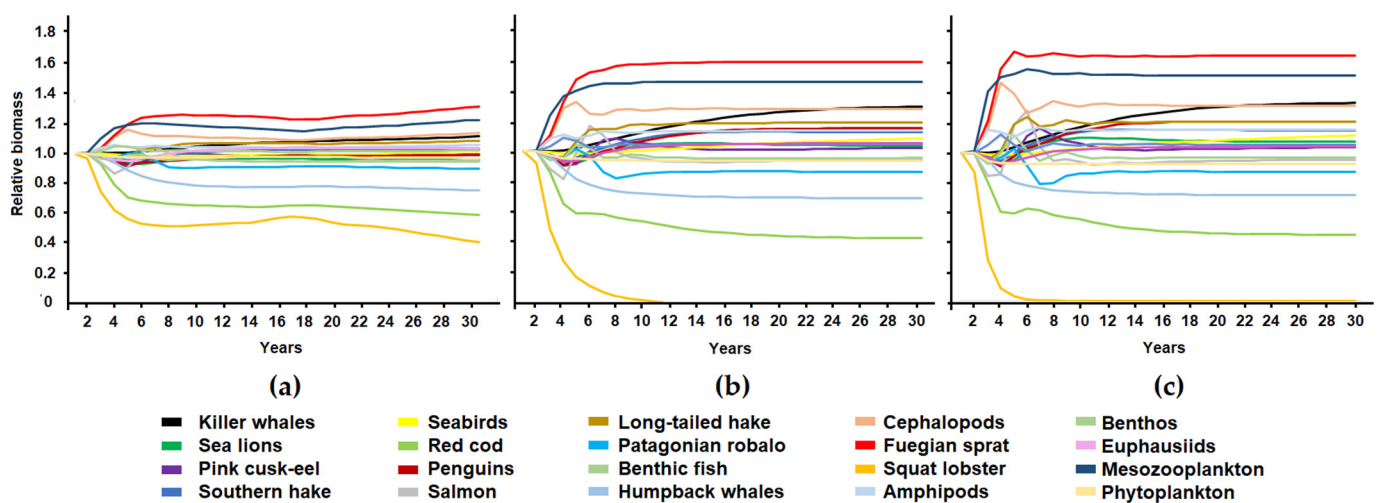 1.8
1.6
1.4
1.2
1.0
0.8
0.6
0.4
0.2
0
Relative biomass
2 4 6 8 10 12 14 16 18 20 22 24 26 28 30
2 4 6 8 10 12 14 16 18 20 22 24 26 28 30
2 4 6 8 10 12 14 16 18 20 22 24 26 28 30
Years Years Years
(a) (b) (c)
Killer whales Seabirds Long-tailed hake Cephalopods Benthos
Sea lions Red cod Patagonian robalo Fuegian sprat Euphausiids
Pink cusk-eel Penguins Benthic fish Squat lobster Mesozooplankton
Southern hake Salmon Humpback whales Amphipods Phytoplankton